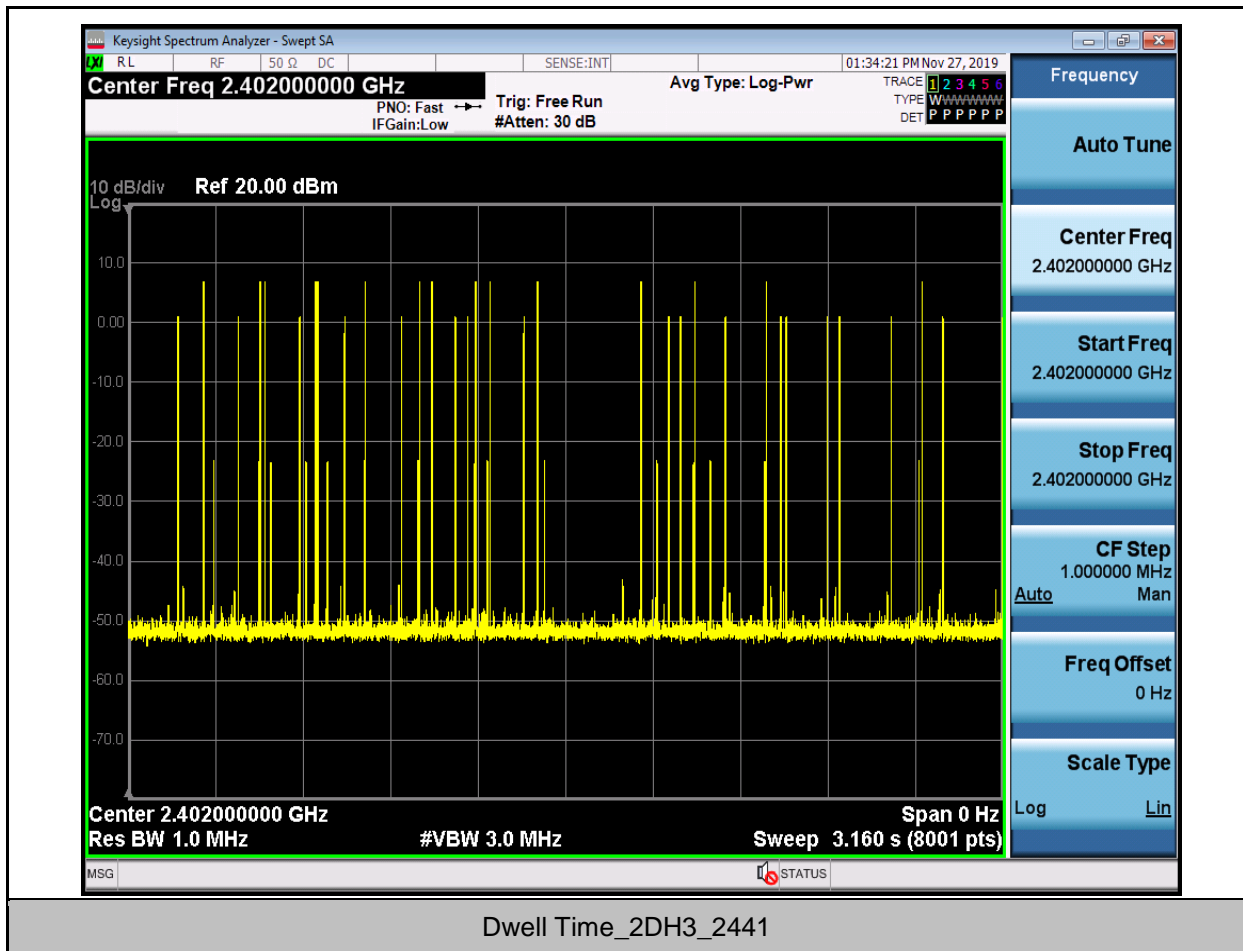 Keysight Spectrum Analyzer - Swept SA
LXI RL RF 50 Ω DC SENSE:INT 01:34:21 PM Nov 27, 2019
Center Freq 2.402000000 GHz
PNO: Fast
IFGain:Low
Trig: Free Run
#Atten: 30 dB
Avg Type: Log-Pwr
TRACE 1 2 3 4 5 6
TYPE WWWWWW
DET P P P P P P
10 dB/div
Log
Ref 20.00 dBm
10.0
0.00
-10.0
-20.0
-30.0
-40.0
-50.0
-60.0
-70.0
Center 2.402000000 GHz
Span 0 Hz
Res BW 1.0 MHz
#VBW 3.0 MHz
Sweep 3.160 s (8001 pts)
MSG
STATUS
Frequency
Auto Tune
Center Freq
2.402000000 GHz
Start Freq
2.402000000 GHz
Stop Freq
2.402000000 GHz
CF Step
1.000000 MHz
Auto Man
Freq Offset
0 Hz
Scale Type
Log Lin
Dwell Time_2DH3_2441